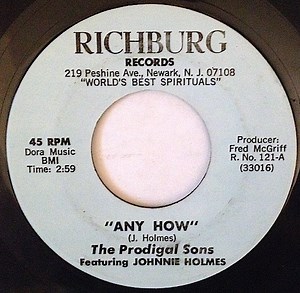 RICHBURG
RECORDS
219 Peshine Ave., Newark, N. J. 07108
"WORLD'S BEST SPIRITUALS"
45 RPM
Dora Music
BMI
Time: 2:59
Producer:
Fred McGriff
R. No. 121-A
(33016)
"ANY HOW"
(J. Holmes)
The Prodigal Sons
Featuring JOHNNIE HOLMES